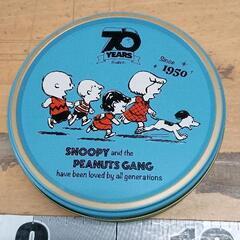 70
YEARS
Since
1950
SNOOPY and the
PEANUTS GANG
have been loved by all generations